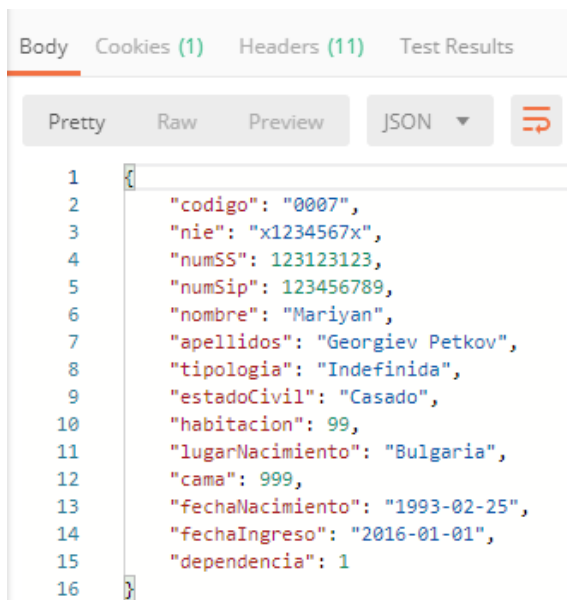 Body Cookies (1) Headers (11) Test Results
Pretty Raw Preview JSON
1 {
2 "codigo": "0007",
3 "nie": "x1234567x",
4 "numSS": 123123123,
5 "numSip": 123456789,
6 "nombre": "Mariyan",
7 "apellidos": "Georgiev Petkov",
8 "tipologia": "Indefinida",
9 "estadoCivil": "Casado",
10 "habitacion": 99,
11 "lugarNacimiento": "Bulgaria",
12 "cama": 999,
13 "fechaNacimiento": "1993-02-25",
14 "fechaIngreso": "2016-01-01",
15 "dependencia": 1
16 }